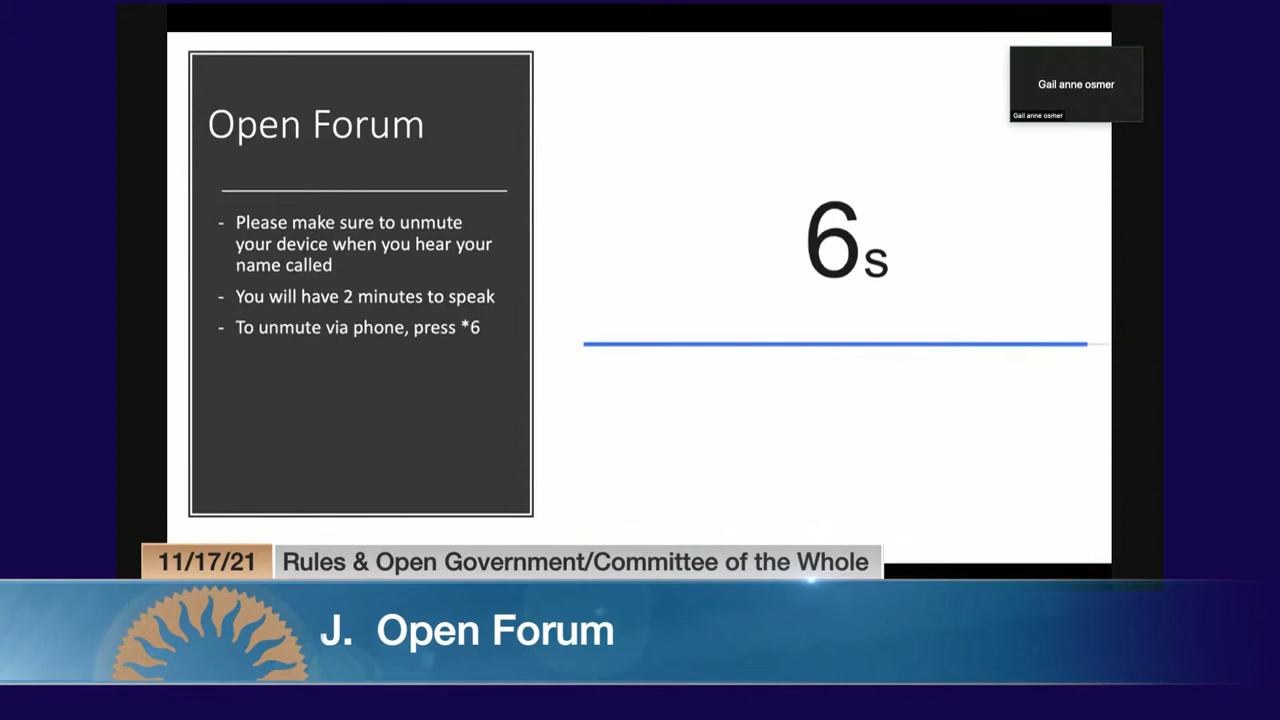 Open Forum
- Please make sure to unmute
your device when you hear your
name called
- You will have 2 minutes to speak
- To unmute via phone, press *6
6s
Gail anne osmer
Gail anne osmer
11/17/21 Rules & Open Government/Committee of the Whole
J. Open Forum